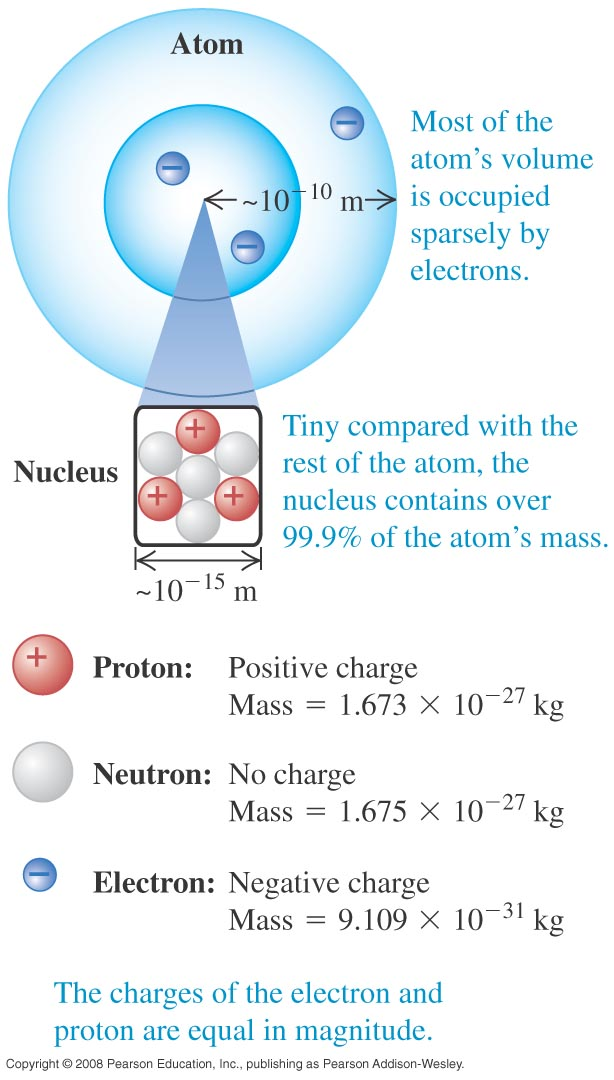 Atom
−
−
−
~10⁻¹⁰ m
Most of the
atom's volume
is occupied
sparsely by
electrons.
Nucleus
+
+ +
Tiny compared with the
rest of the atom, the
nucleus contains over
99.9% of the atom's mass.
~10⁻¹⁵ m
+ Proton: Positive charge
Mass = 1.673 × 10⁻²⁷ kg
Neutron: No charge
Mass = 1.675 × 10⁻²⁷ kg
− Electron: Negative charge
Mass = 9.109 × 10⁻³¹ kg
The charges of the electron and
proton are equal in magnitude.
Copyright © 2008 Pearson Education, Inc., publishing as Pearson Addison-Wesley.